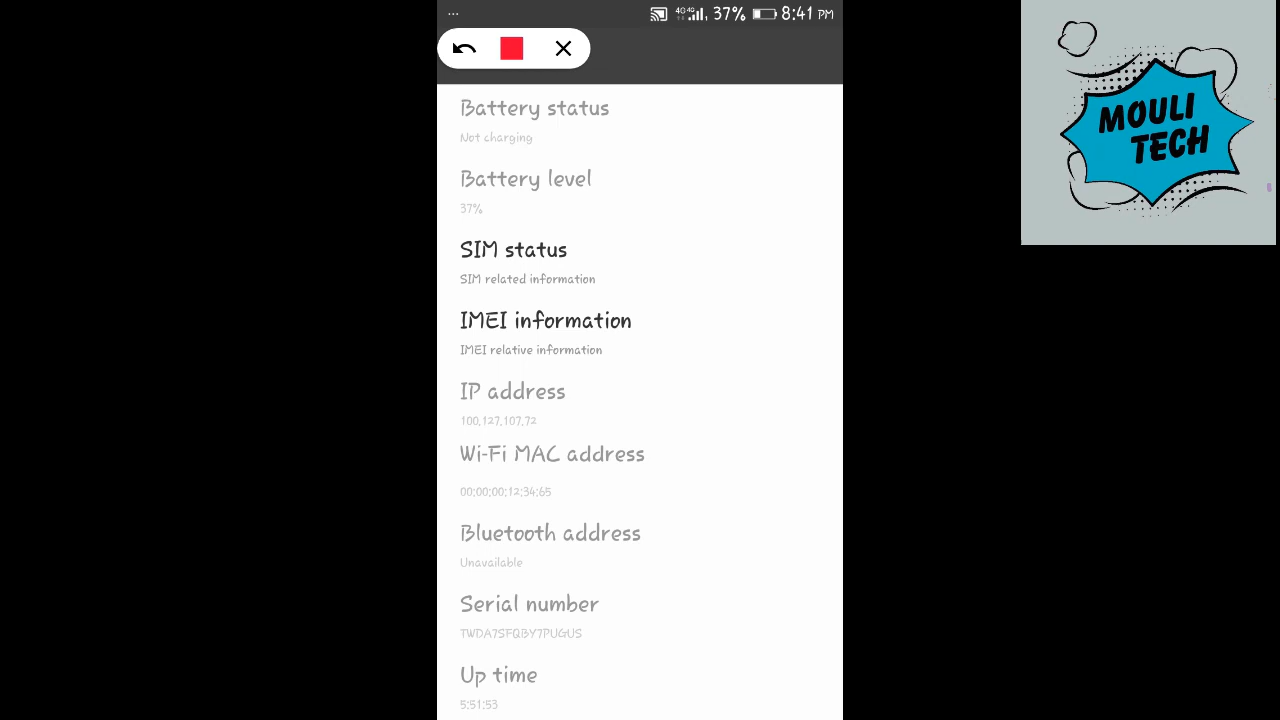 ... 4G 4G 37% 8:41 PM
Battery status
Not charging
Battery level
37%
SIM status
SIM related information
IMEI information
IMEI relative information
IP address
100.127.107.72
Wi-Fi MAC address
00:00:00:12:34:65
Bluetooth address
Unavailable
Serial number
TWDA7SFQBY7PUGUS
Up time
5:51:53
MOULI
TECH